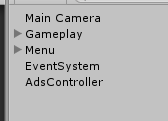 Main Camera
Gameplay
Menu
EventSystem
AdsController